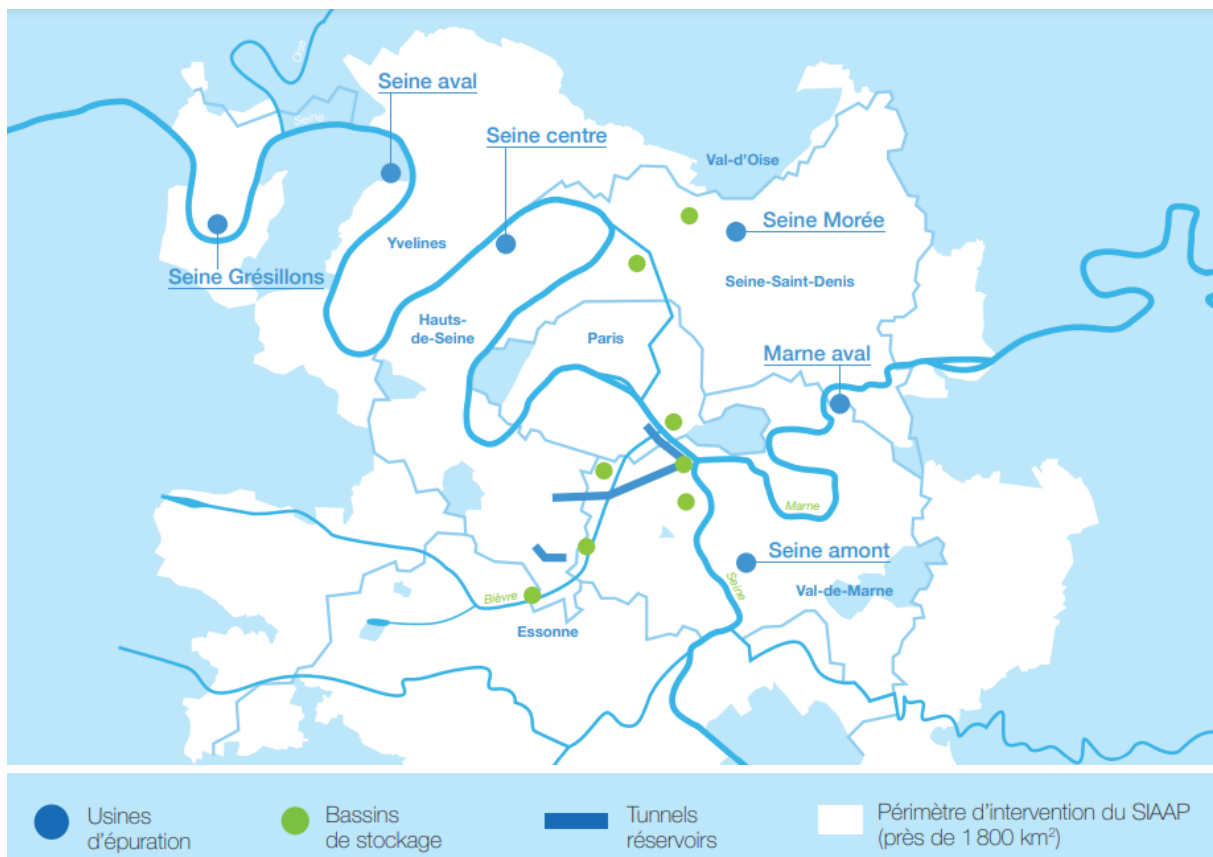 Oise
Seine aval
Seine
Seine centre
Val-d'Oise
Seine Morée
Yvelines
Seine Grésillons
Seine-Saint-Denis
Hauts-
de-Seine
Paris
Marne aval
Marne
Seine amont
Seine
Val-de-Marne
Bièvre
Essonne
Usines
d'épuration
Bassins
de stockage
Tunnels
réservoirs
Périmètre d'intervention du SIAAP
(près de 1 800 km²)